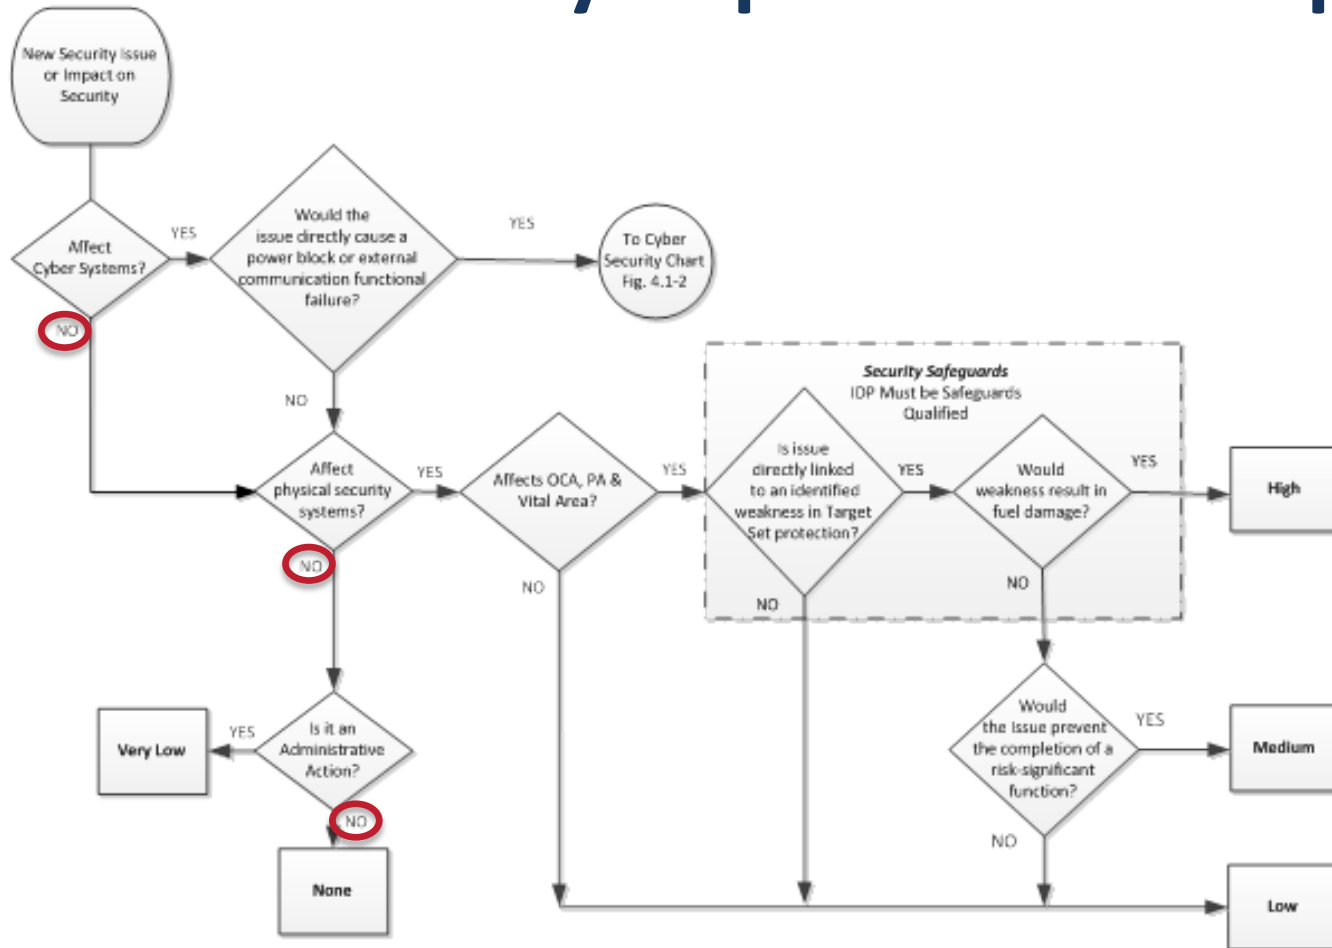 New Security Issue
or Impact on
Security
Affect
Cyber Systems?
YES
NO
Would the
issue directly cause a
power block or external
communication functional
failure?
YES
To Cyber
Security Chart
Fig. 4.1-2
NO
Affect
physical security
systems?
YES
NO
Affects OCA, PA &
Vital Area?
YES
NO
Security Safeguards
IDP Must be Safeguards
Qualified
Is issue
directly linked
to an identified
weakness in Target
Set protection?
YES
NO
Would
weakness result in
fuel damage?
YES
NO
High
Would
the Issue prevent
the completion of a
risk-significant
function?
YES
NO
Medium
Low
Is it an
Administrative
Action?
YES
Very Low
NO
None